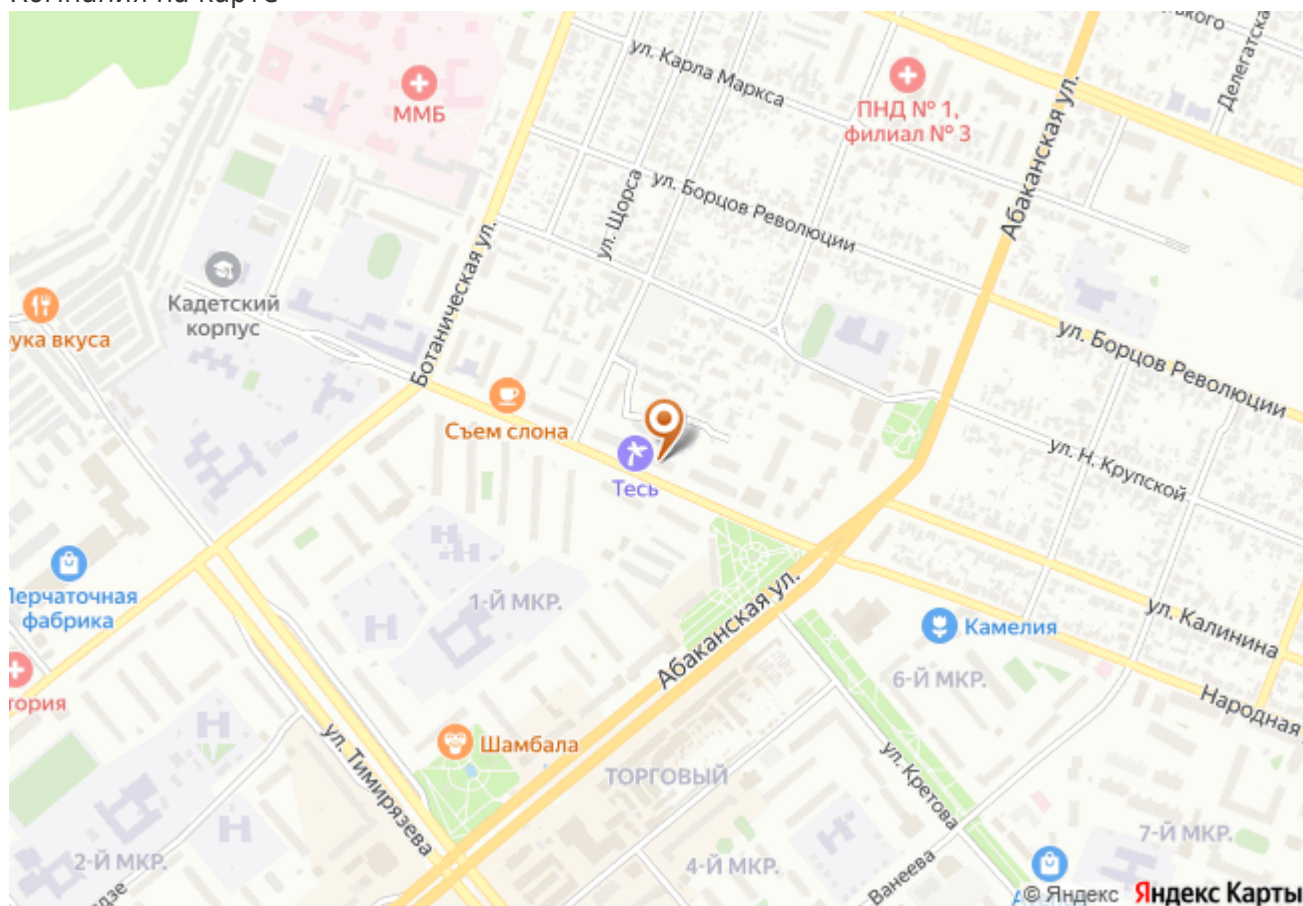 ул. Карла Маркса
ММБ
ПНД № 1,
филиал № 3
Абаканская ул.
ул. Щорса
ул. Борцов Революции
Ботаническая ул.
Кадетский
корпус
ука вкуса
ул. Борцов Революции
Съем слона
Тесь
ул. Н. Крупской
Перчаточная
фабрика
1-Й МКР.
Абаканская ул.
Камелия
ул. Калинина
6-Й МКР.
Народная
тория
Шамбала
ул. Тимирязева
ТОРГОВЫЙ
ул. Кретова
2-Й МКР.
4-Й МКР.
7-Й МКР.
Ванеева
© Яндекс Яндекс Карты